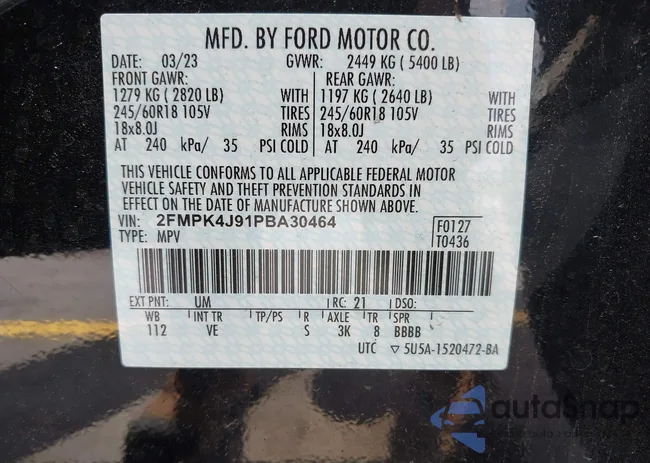 MFD. BY FORD MOTOR CO.
DATE: 03/23 GVWR: 2449 KG (5400 LB)
FRONT GAWR: REAR GAWR:
1279 KG (2820 LB) WITH 1197 KG (2640 LB) WITH
245/60R18 105V TIRES 245/60R18 105V TIRES
18x8.0J RIMS 18x8.0J RIMS
AT 240 kPa/ 35 PSI COLD AT 240 kPa/ 35 PSI COLD
THIS VEHICLE CONFORMS TO ALL APPLICABLE FEDERAL MOTOR
VEHICLE SAFETY AND THEFT PREVENTION STANDARDS IN
EFFECT ON THE DATE OF MANUFACTURE SHOWN ABOVE.
VIN: 2FMPK4J91PBA30464 F0127
TYPE: MPV T0436
EXT PNT: UM RC: 21 DSO:
WB INT TR TP/PS R AXLE TR SPR
112 VE S 3K 8 BBBB
UTC ▽ 5U5A-1520472-BA
autoSnap